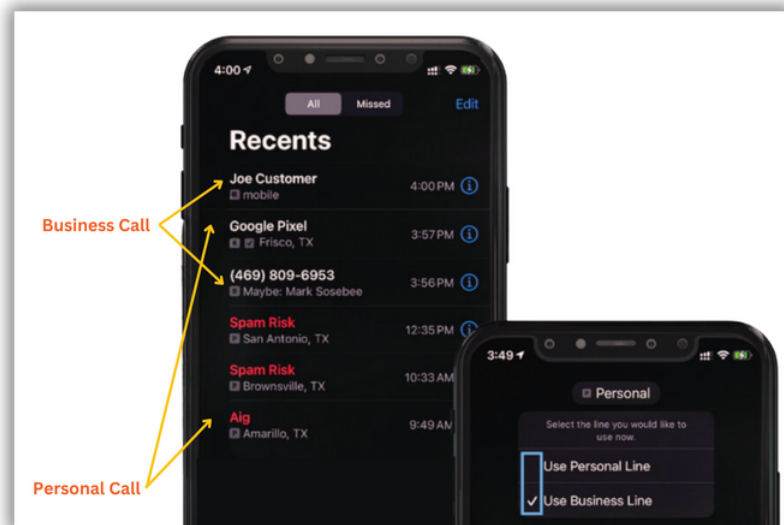 4:00
All Missed Edit
Recents
Joe Customer
mobile
4:00 PM
Google Pixel
Frisco, TX
3:57 PM
(469) 809-6953
Maybe: Mark Sosebee
3:56 PM
Spam Risk
P San Antonio, TX
12:35 PM
Spam Risk
P Brownsville, TX
10:33 AM
Aig
P Amarillo, TX
9:49 AM
Business Call
Personal Call
3:49
P Personal
Select the line you would like to
use now.
Use Personal Line
✓ Use Business Line